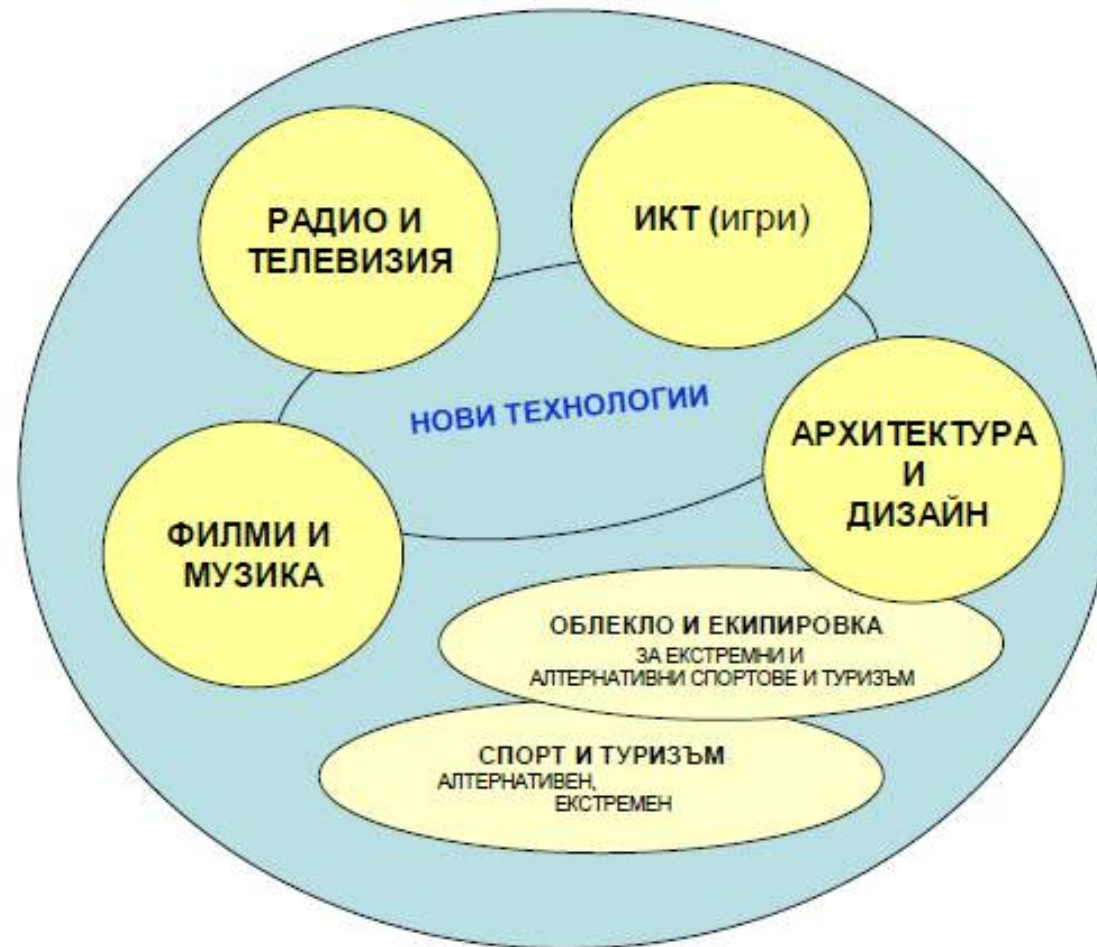 РАДИО И
ТЕЛЕВИЗИЯ
ИКТ (игри)
НОВИ ТЕХНОЛОГИИ
АРХИТЕКТУРА
И
ДИЗАЙН
ФИЛМИ И
МУЗИКА
ОБЛЕКЛО И ЕКИПИРОВКА
ЗА ЕКСТРЕМНИ И
АЛТЕРНАТИВНИ СПОРТОВЕ И ТУРИЗЪМ
СПОРТ И ТУРИЗЪМ
АЛТЕРНАТИВЕН,
ЕКСТРЕМЕН